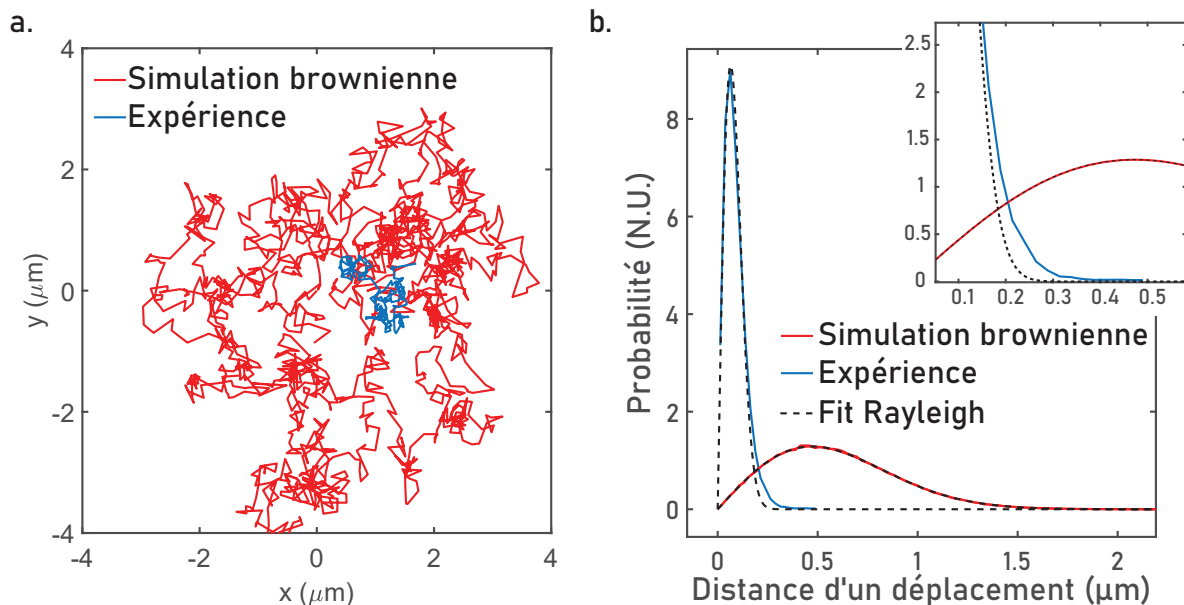 a.
4
2
0
-2
-4
y (μm)
-4
-2
0
2
4
x (μm)
Simulation brownienne
Expérience
b.
8
6
4
2
0
Probabilité (N.U.)
0
0.5
1
1.5
2
Distance d'un déplacement (μm)
2.5
2
1.5
1
0.5
0
0.1
0.2
0.3
0.4
0.5
Simulation brownienne
Expérience
Fit Rayleigh